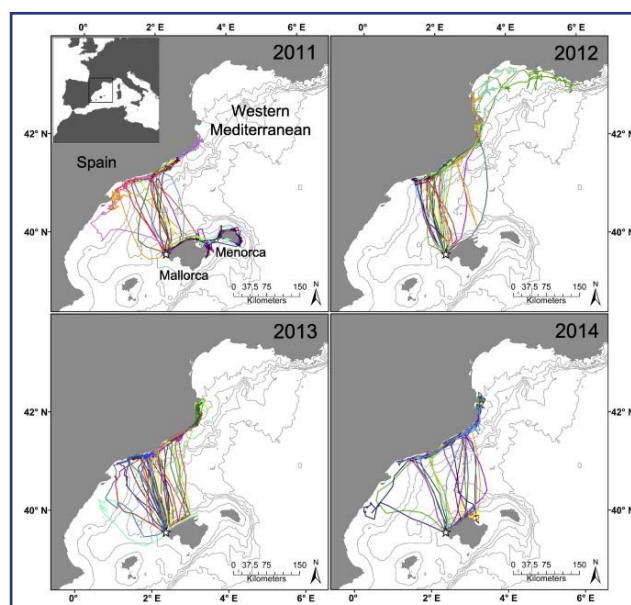 0° 2° E 4° E 6° E 0° 2° E 4° E 6° E
2011
2012
42° N
Western
Mediterranean
42° N
Spain
40° N
Menorca
Mallorca
40° N
N
0 37.5 75 150
Kilometers
N
0 37.5 75 150
Kilometers
2013
2014
42° N
42° N
40° N
40° N
N
0 37.5 75 150
Kilometers
N
0 37.5 75 150
Kilometers
0° 2° E 4° E 6° E 0° 2° E 4° E 6° E